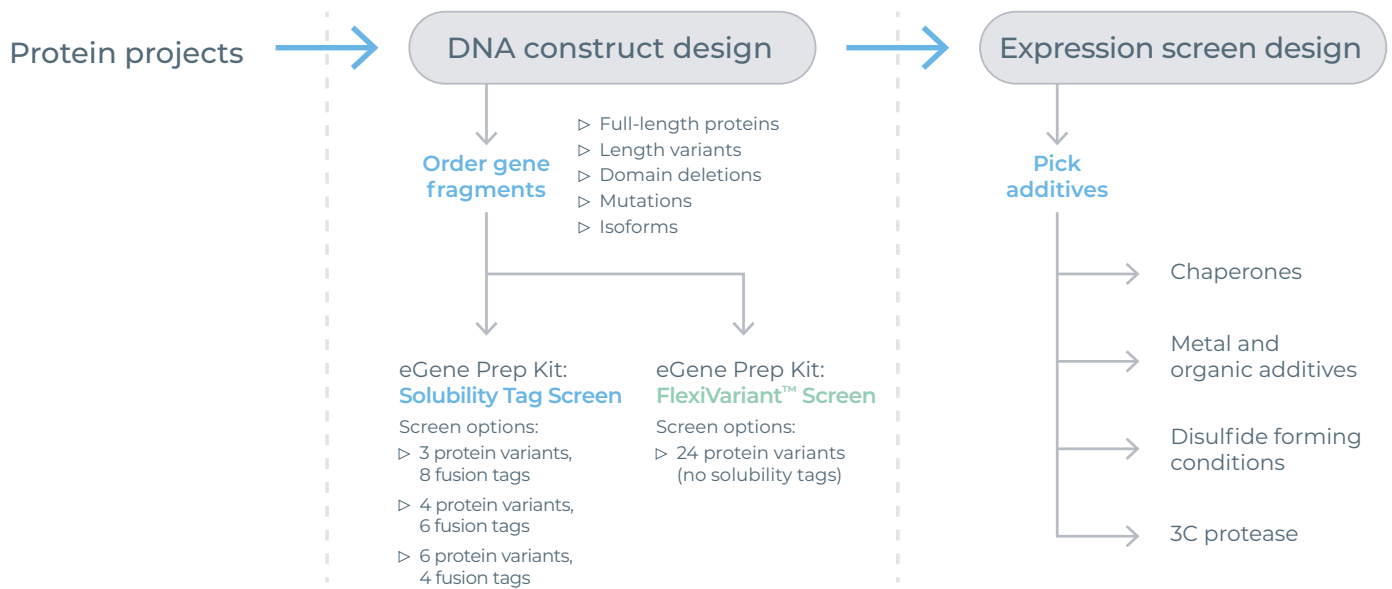 Protein projects
DNA construct design
Expression screen design
Order gene
fragments
▷ Full-length proteins
▷ Length variants
▷ Domain deletions
▷ Mutations
▷ Isoforms
eGene Prep Kit:
Solubility Tag Screen
Screen options:
▷ 3 protein variants,
8 fusion tags
▷ 4 protein variants,
6 fusion tags
▷ 6 protein variants,
4 fusion tags
eGene Prep Kit:
FlexiVariant™ Screen
Screen options:
▷ 24 protein variants
(no solubility tags)
Pick
additives
Chaperones
Metal and
organic additives
Disulfide forming
conditions
3C protease